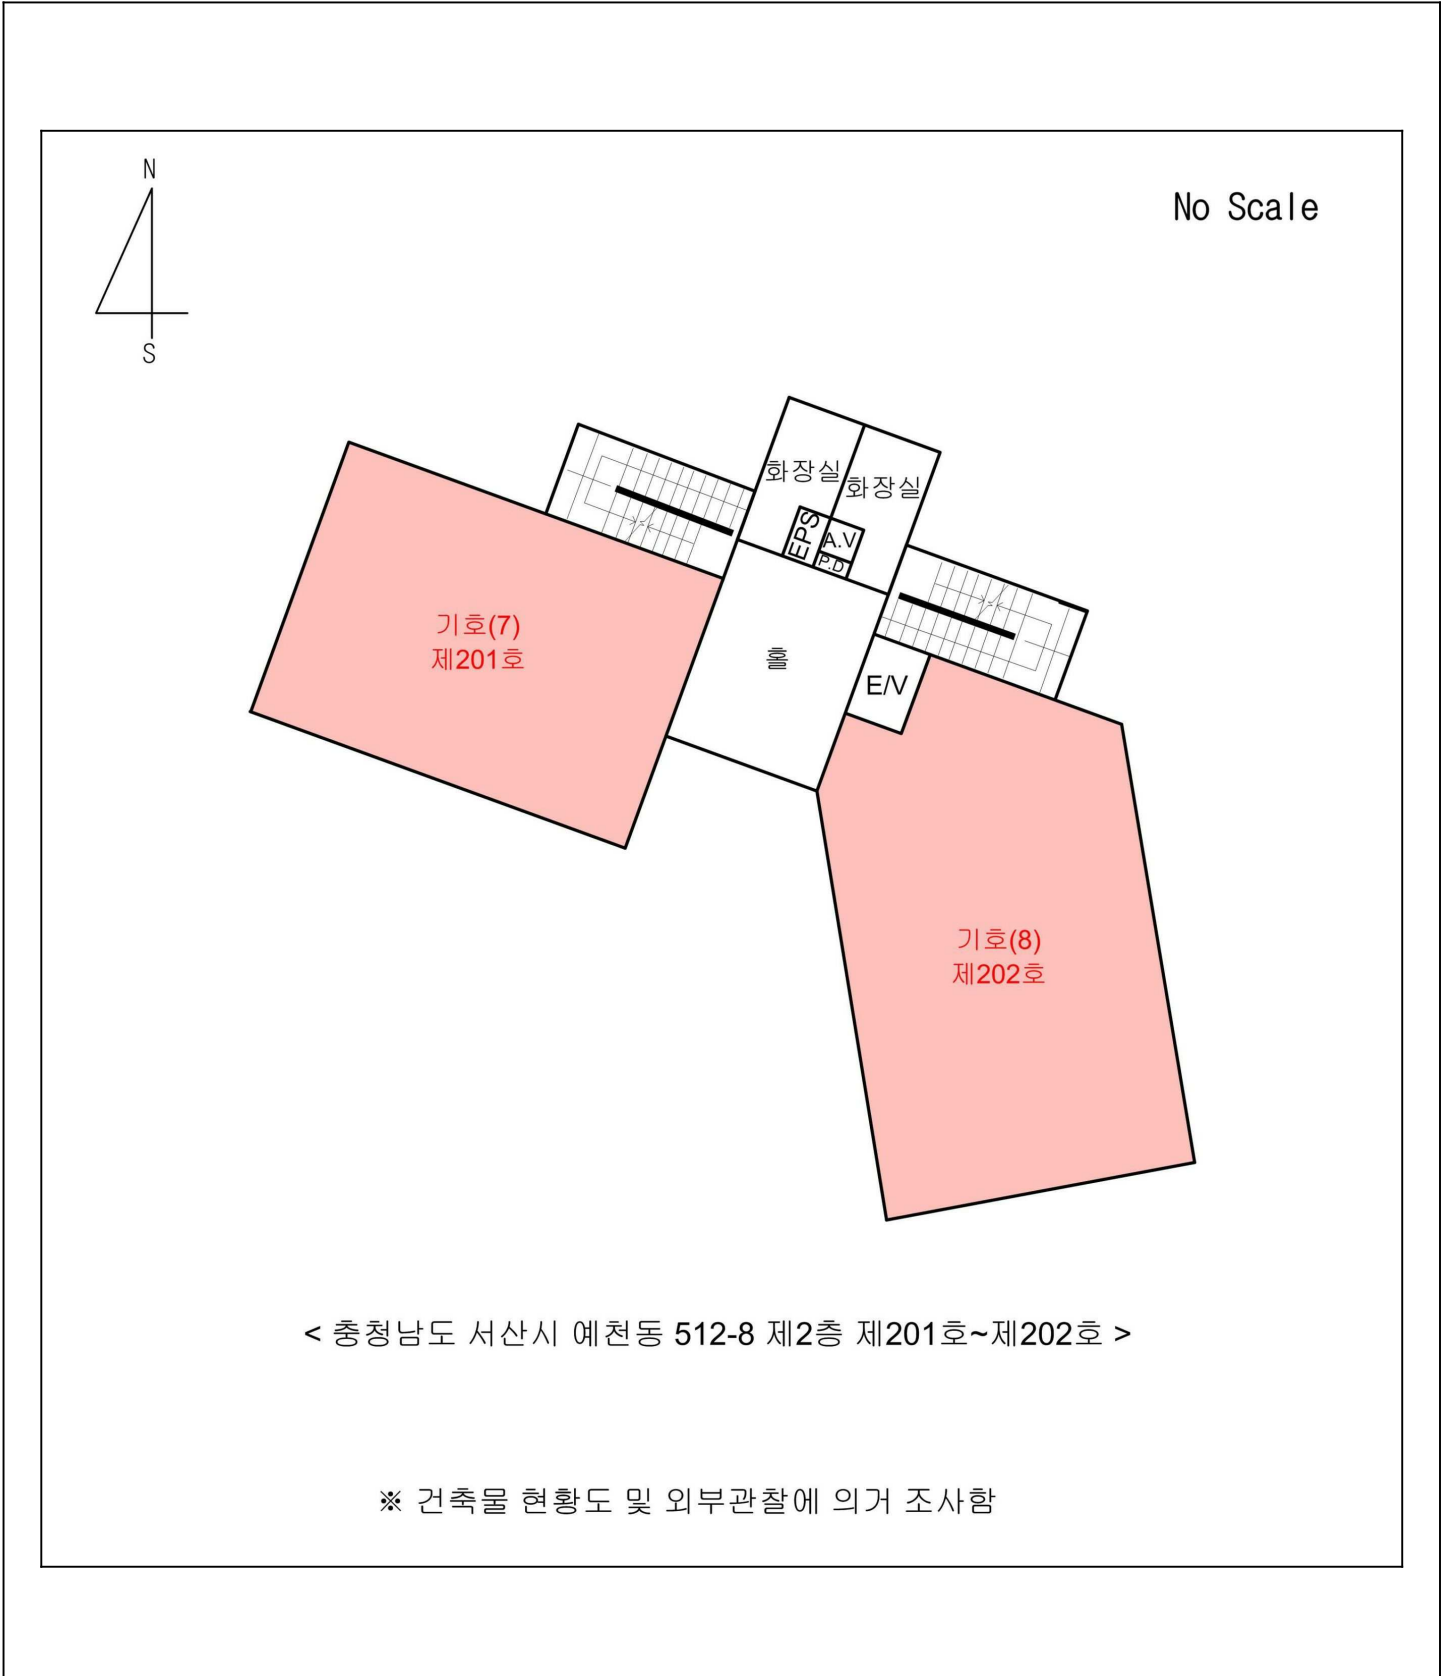 N
No Scale
S
화장실
화장실
EPS
A.V
P.D
기호(7)
제201호
홀
E/V
기호(8)
제202호
< 충청남도 서산시 예천동 512-8 제2층 제201호~제202호 >
※ 건축물 현황도 및 외부관찰에 의거 조사함